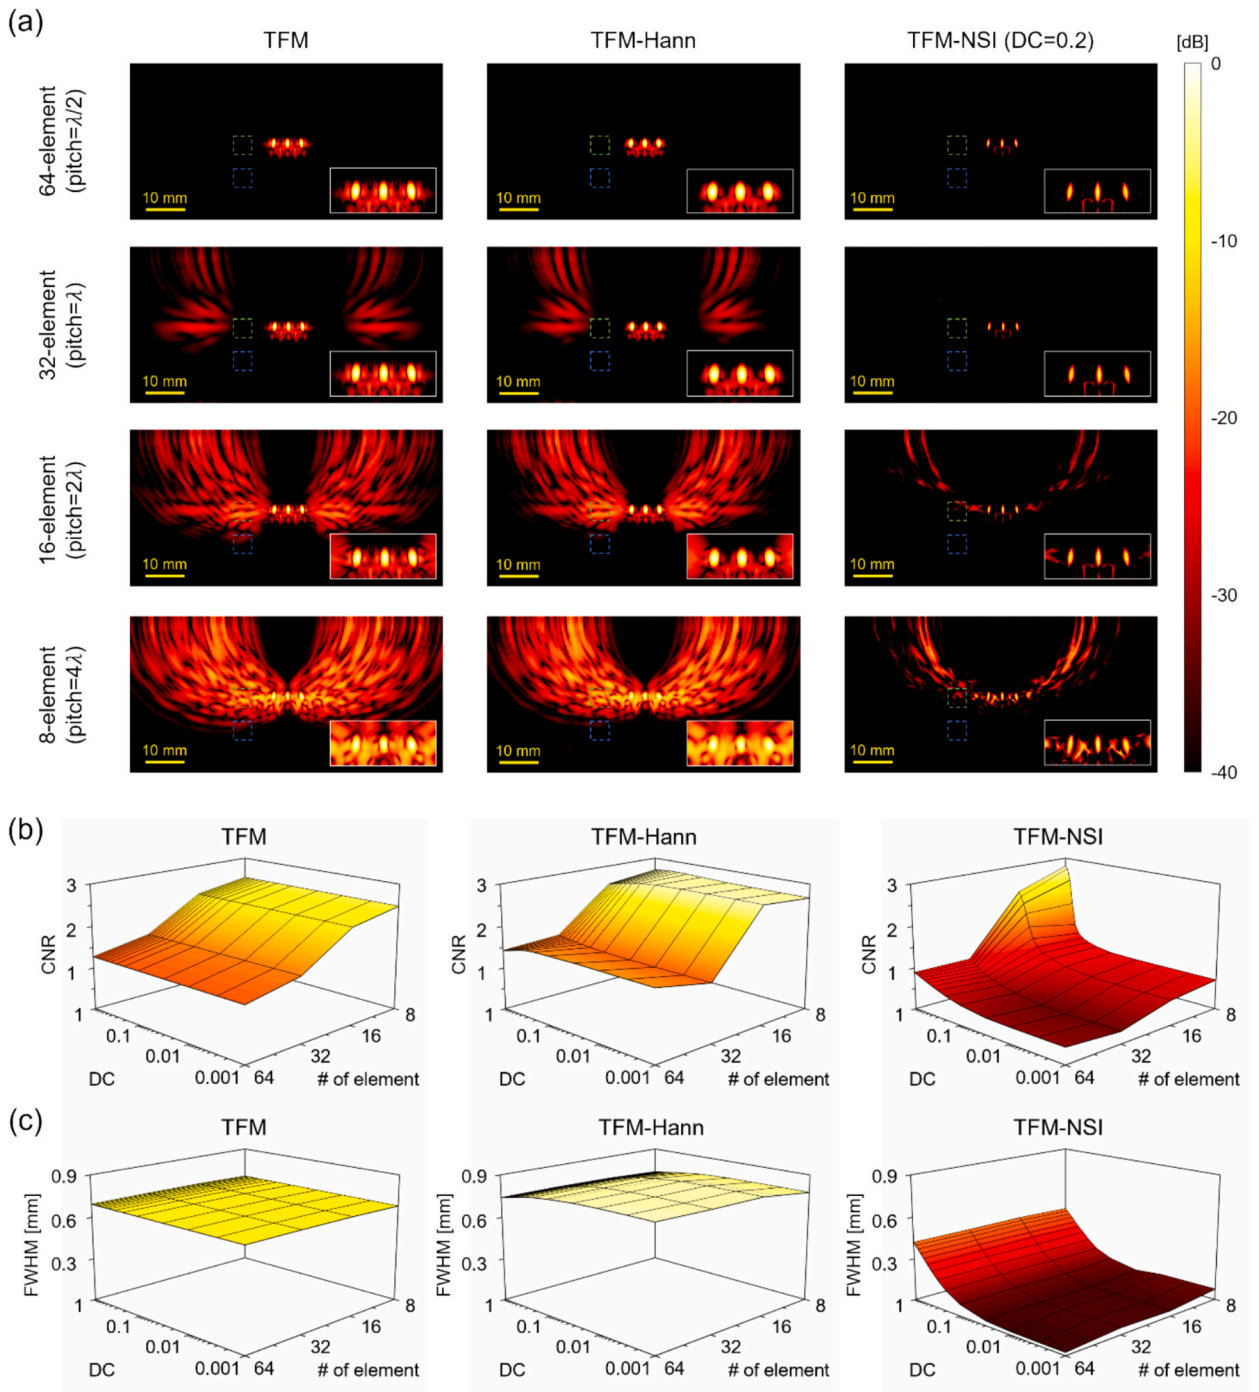 (a)
TFM
TFM-Hann
TFM-NSI (DC=0.2)
[dB]
0
-10
-20
-30
-40
64-element
(pitch=λ/2)
10 mm
10 mm
10 mm
32-element
(pitch=λ)
10 mm
10 mm
10 mm
16-element
(pitch=2λ)
10 mm
10 mm
10 mm
8-element
(pitch=4λ)
10 mm
10 mm
10 mm
(b)
TFM
CNR
3
2
1
1
0.1
0.01
0.001
DC
64
32
16
8
# of element
TFM-Hann
CNR
3
2
1
1
0.1
0.01
0.001
DC
64
32
16
8
# of element
TFM-NSI
CNR
3
2
1
1
0.1
0.01
0.001
DC
64
32
16
8
# of element
(c)
TFM
FWHM [mm]
0.9
0.6
0.3
1
0.1
0.01
0.001
DC
64
32
16
8
# of element
TFM-Hann
FWHM [mm]
0.9
0.6
0.3
1
0.1
0.01
0.001
DC
64
32
16
8
# of element
TFM-NSI
FWHM [mm]
0.9
0.6
0.3
1
0.1
0.01
0.001
DC
64
32
16
8
# of element